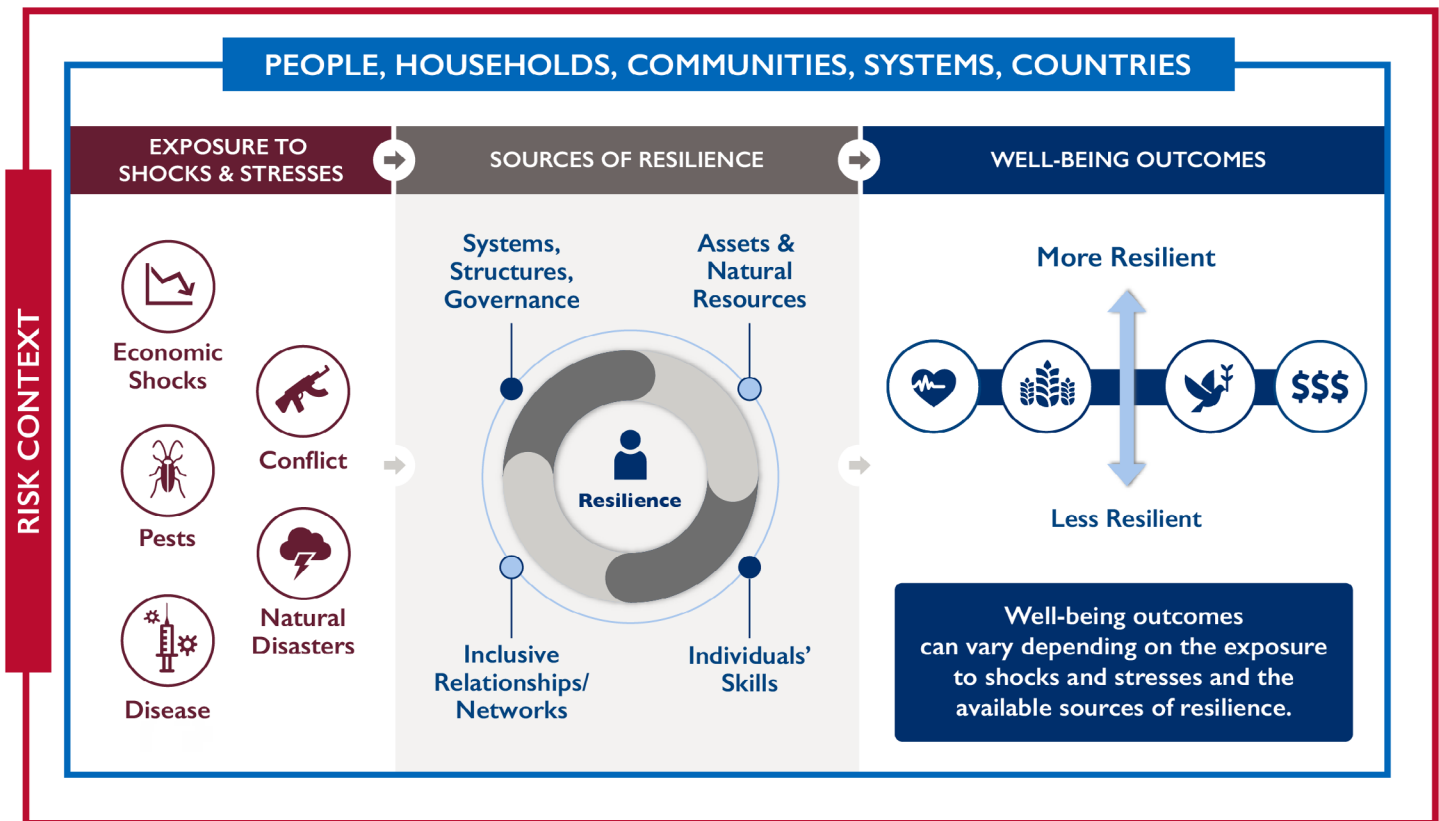 PEOPLE, HOUSEHOLDS, COMMUNITIES, SYSTEMS, COUNTRIES
RISK CONTEXT
EXPOSURE TO
SHOCKS & STRESSES
Economic
Shocks
Conflict
Pests
Natural
Disasters
Disease
SOURCES OF RESILIENCE
Systems,
Structures,
Governance
Assets &
Natural
Resources
Resilience
Inclusive
Relationships/
Networks
Individuals’
Skills
WELL-BEING OUTCOMES
More Resilient
$$$
Less Resilient
Well-being outcomes
can vary depending on the exposure
to shocks and stresses and the
available sources of resilience.